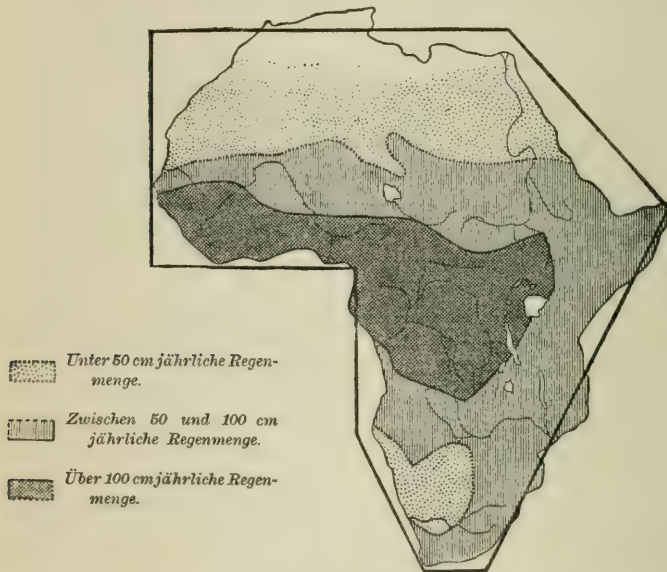 Unter 50 cm jährliche Regen-
menge.
Zwischen 50 und 100 cm
jährliche Regenmenge.
Über 100 cm jährliche Regen-
menge.